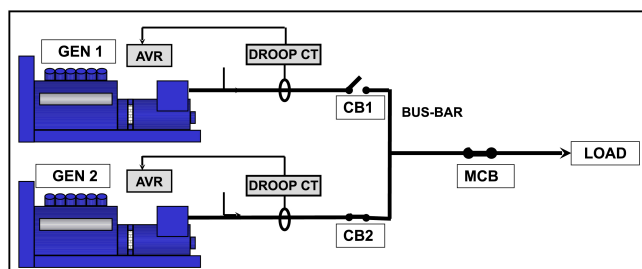 GEN 1
AVR
DROOP CT
CB1
BUS-BAR
LOAD
MCB
GEN 2
AVR
DROOP CT
CB2